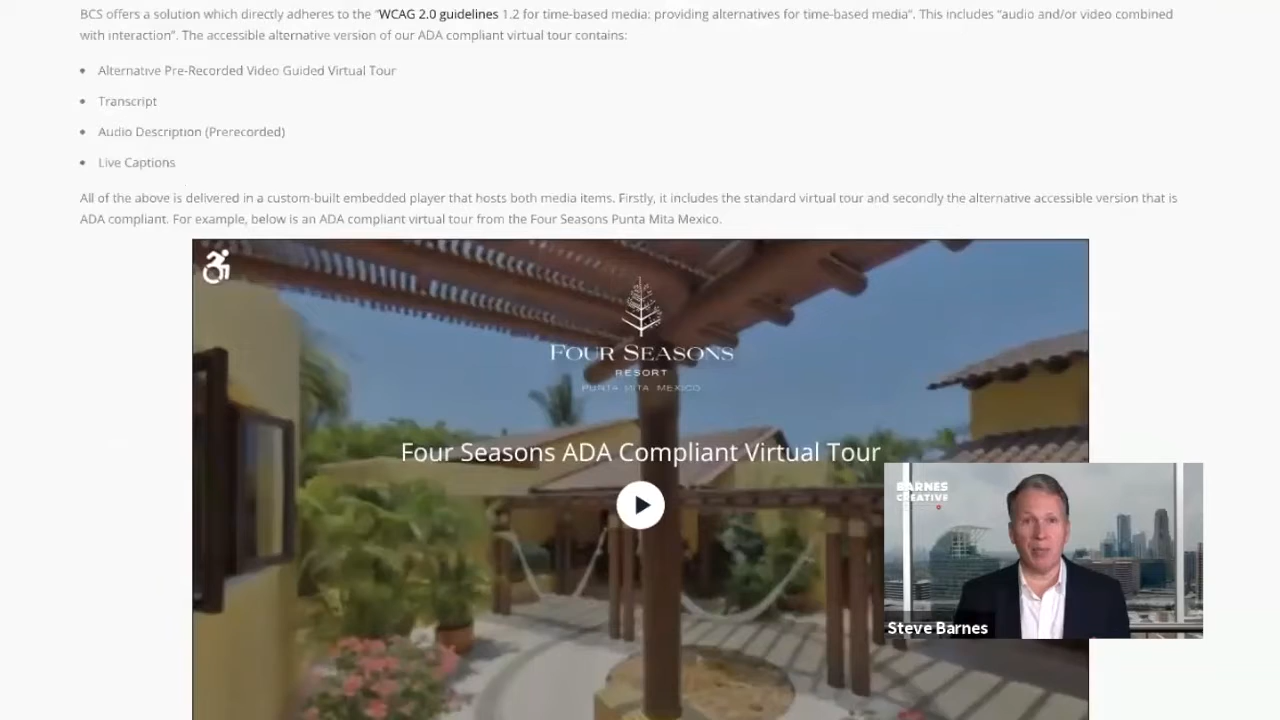 BCS offers a solution which directly adheres to the "WCAG 2.0 guidelines 1.2 for time-based media: providing alternatives for time-based media". This includes "audio and/or video combined
with interaction". The accessible alternative version of our ADA compliant virtual tour contains:
• Alternative Pre-Recorded Video Guided Virtual Tour
• Transcript
• Audio Description (Prerecorded)
• Live Captions
All of the above is delivered in a custom-built embedded player that hosts both media items. Firstly, it includes the standard virtual tour and secondly the alternative accessible version that is
ADA compliant. For example, below is an ADA compliant virtual tour from the Four Seasons Punta Mita Mexico.
FOUR SEASONS
RESORT
PUNTA MITA MEXICO
Four Seasons ADA Compliant Virtual Tour
BARNES
CREATIVE
Steve Barnes